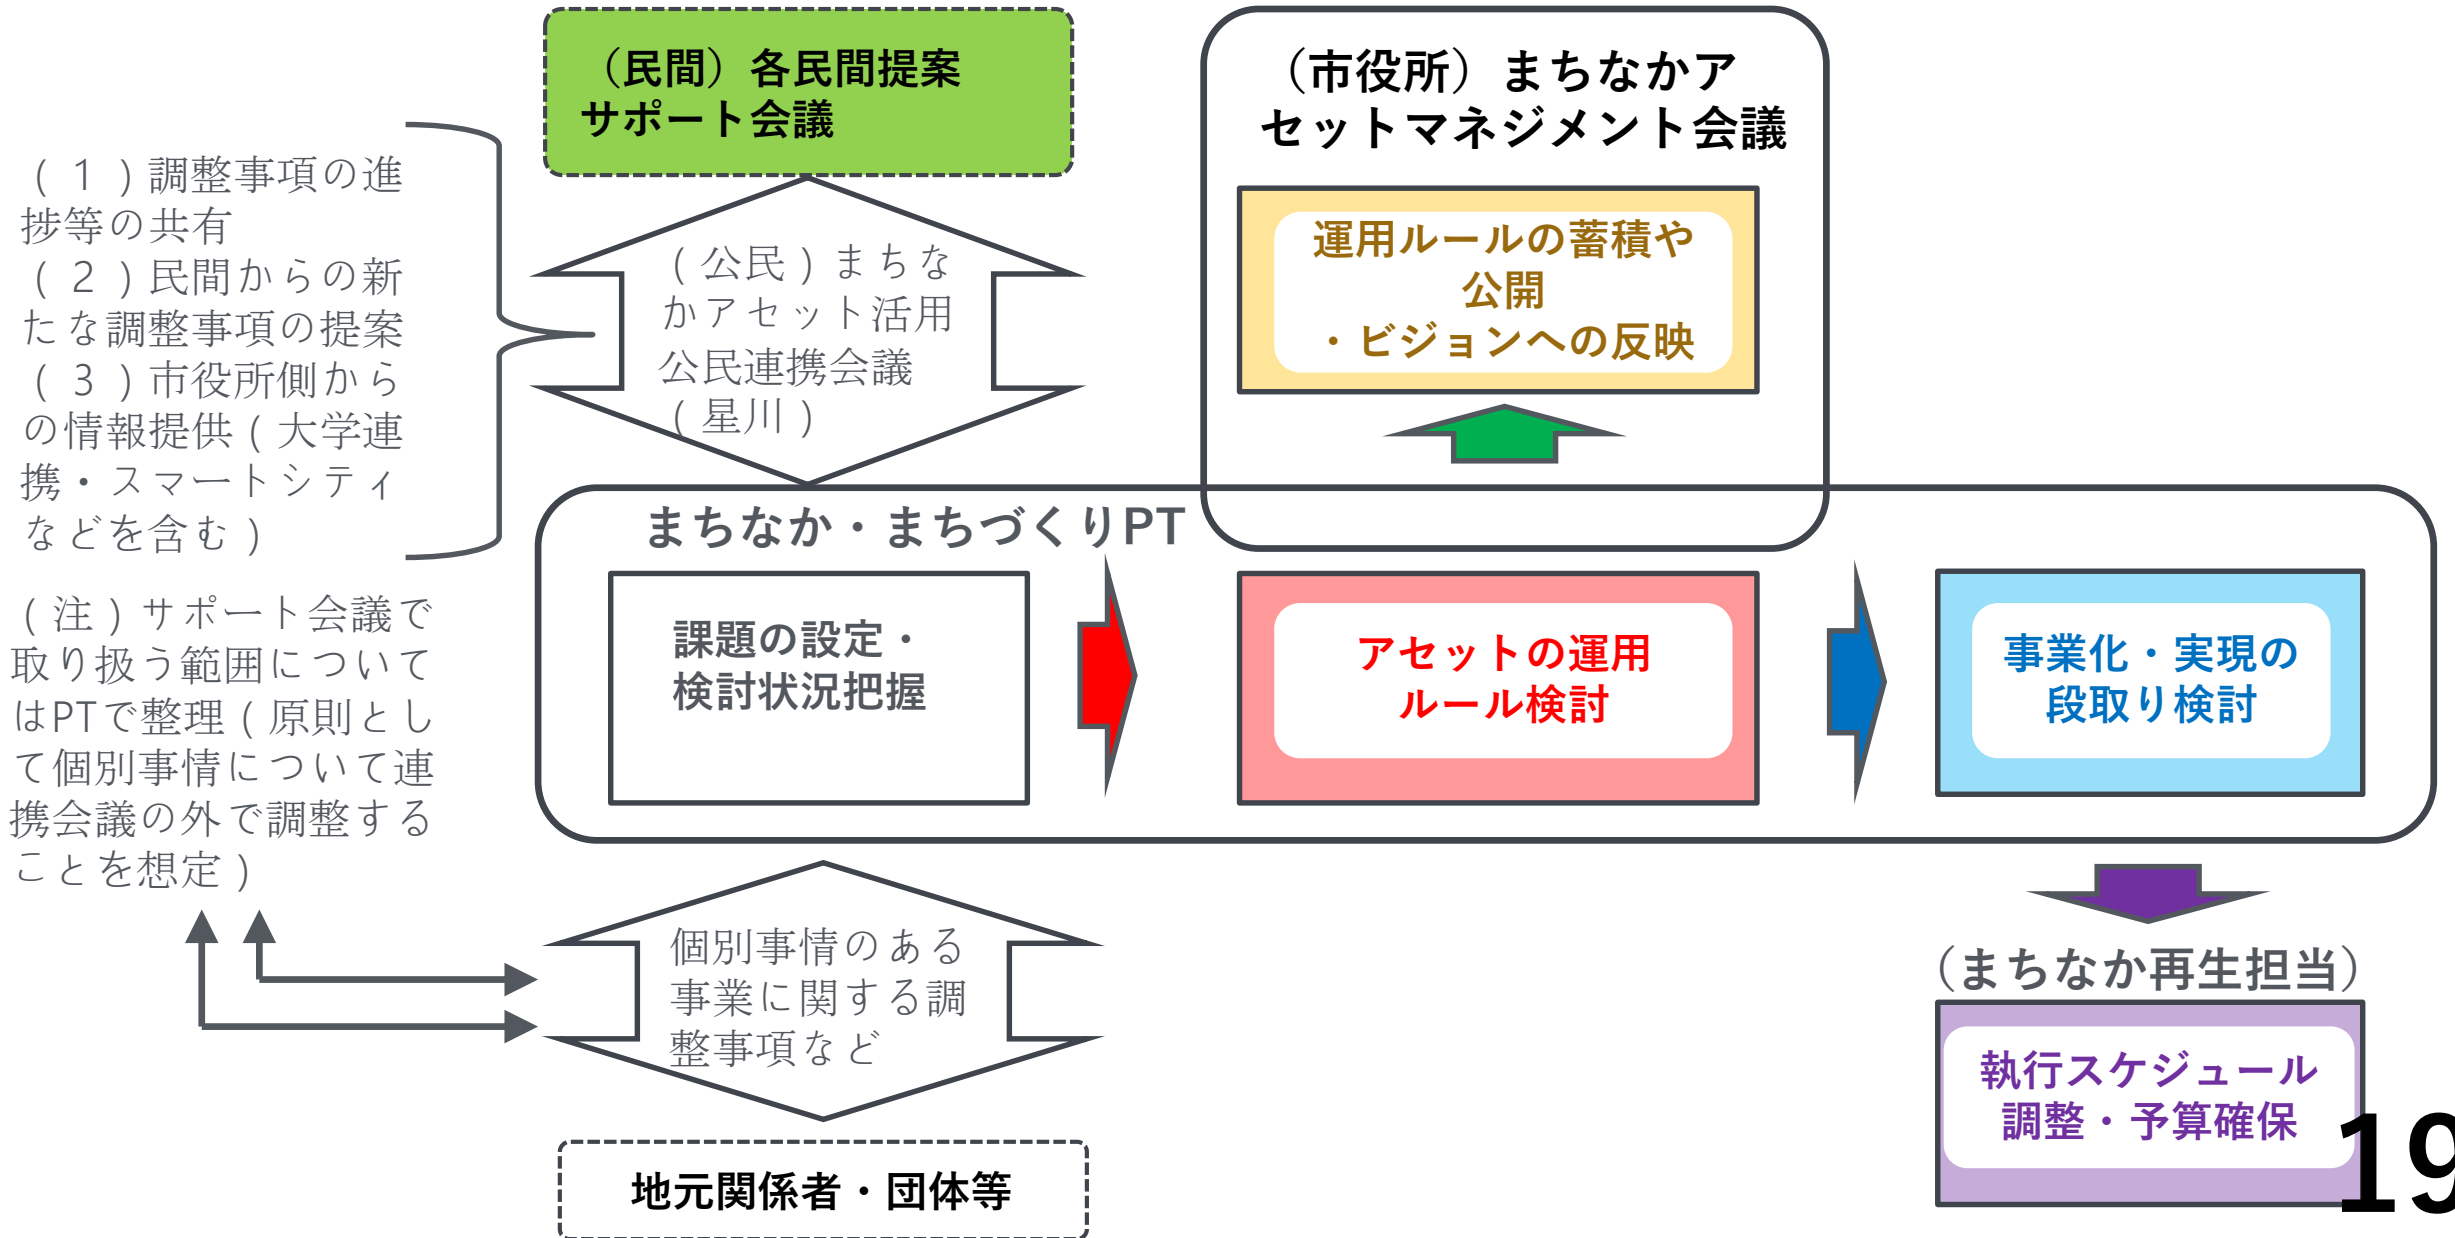 （民間）各民間提案
サポート会議
（市役所）まちなかア
セットマネジメント会議
（１）調整事項の進
捗等の共有
（２）民間からの新
たな調整事項の提案
（３）市役所側から
の情報提供（大学連
携・スマートシティ
などを含む）
（公民）まちな
かアセット活用
公民連携会議
（星川）
運用ルールの蓄積や
公開
・ビジョンへの反映
まちなか・まちづくりPT
課題の設定・
検討状況把握
アセットの運用
ルール検討
事業化・実現の
段取り検討
（注）サポート会議で
取り扱う範囲について
はPTで整理（原則とし
て個別事情について連
携会議の外で調整する
ことを想定）
個別事情のある
事業に関する調
整事項など
（まちなか再生担当）
執行スケジュール
調整・予算確保
地元関係者・団体等
19